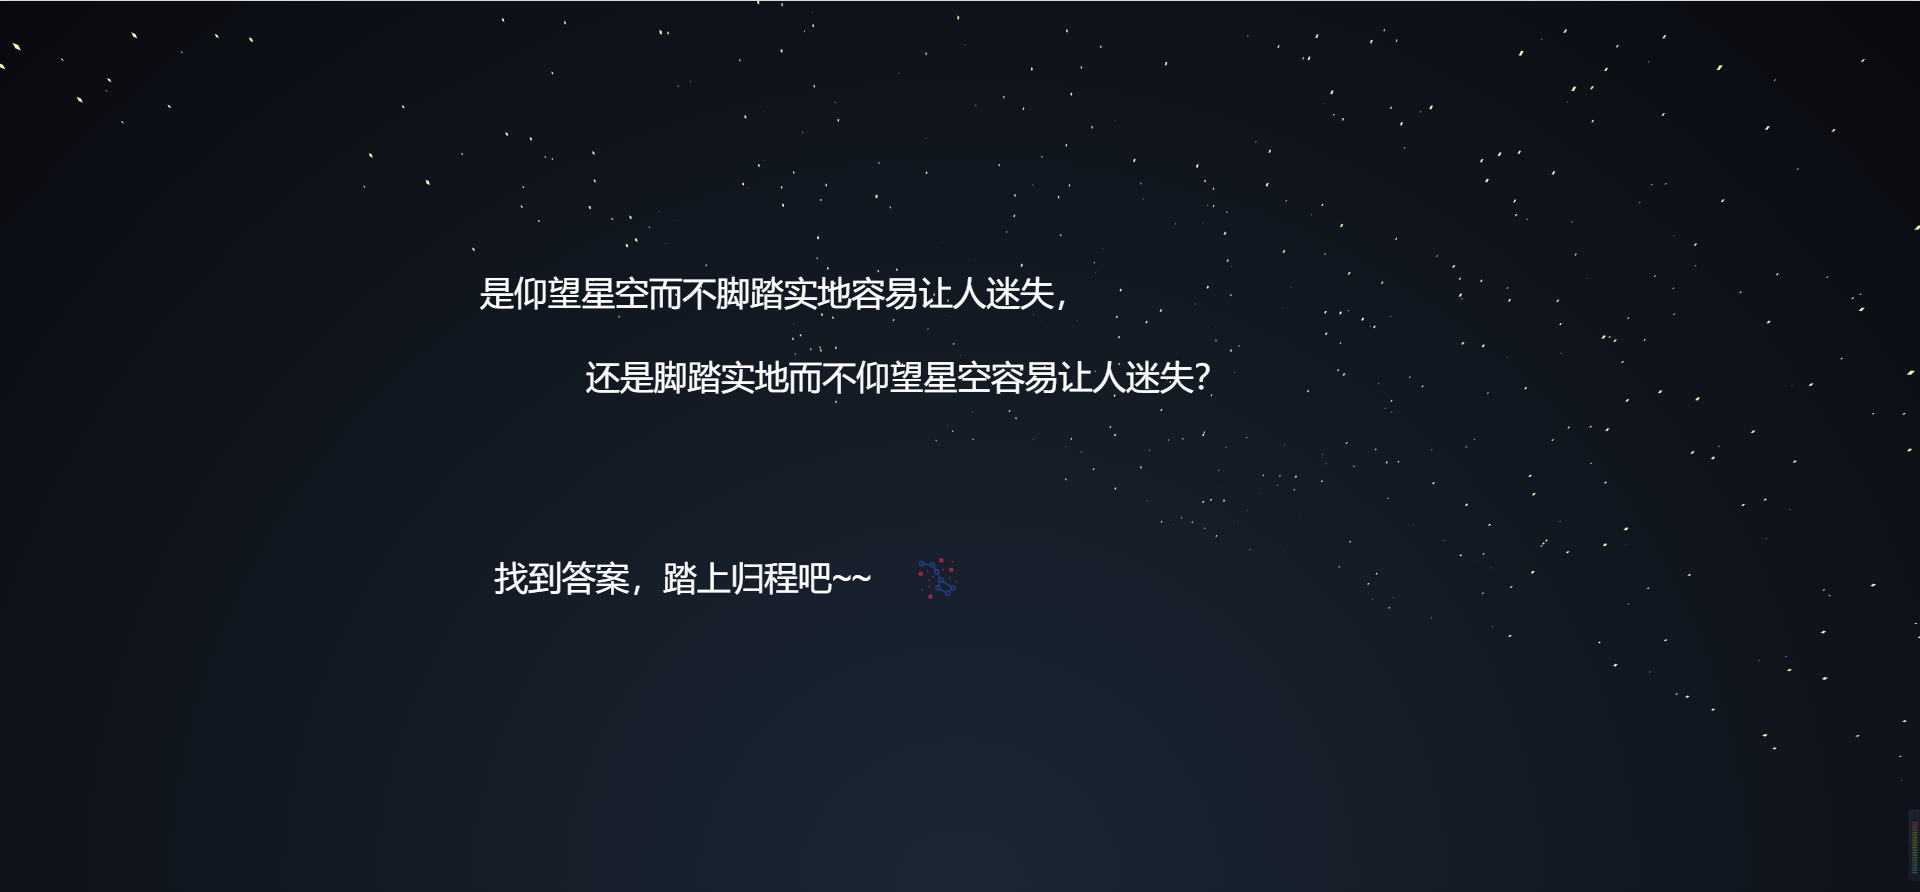 是仰望星空而不脚踏实地容易让人迷失，
还是脚踏实地而不仰望星空容易让人迷失？
找到答案，踏上归程吧~~